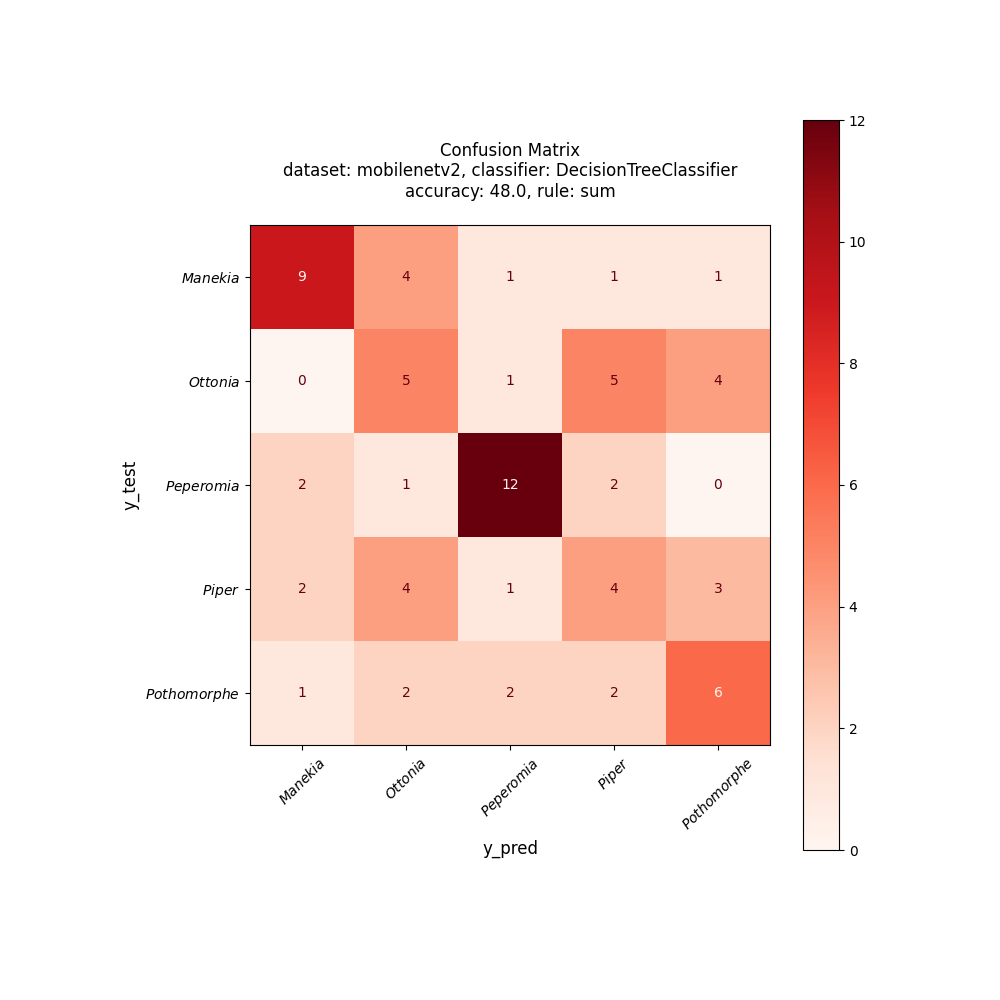 Confusion Matrix
dataset: mobilenetv2, classifier: DecisionTreeClassifier
accuracy: 48.0, rule: sum
y_test
Manekia 9 4 1 1 1
Ottonia 0 5 1 5 4
Peperomia 2 1 12 2 0
Piper 2 4 1 4 3
Pothomorphe 1 2 2 2 6
Manekia Ottonia Peperomia Piper Pothomorphe
y_pred
12
10
8
6
4
2
0